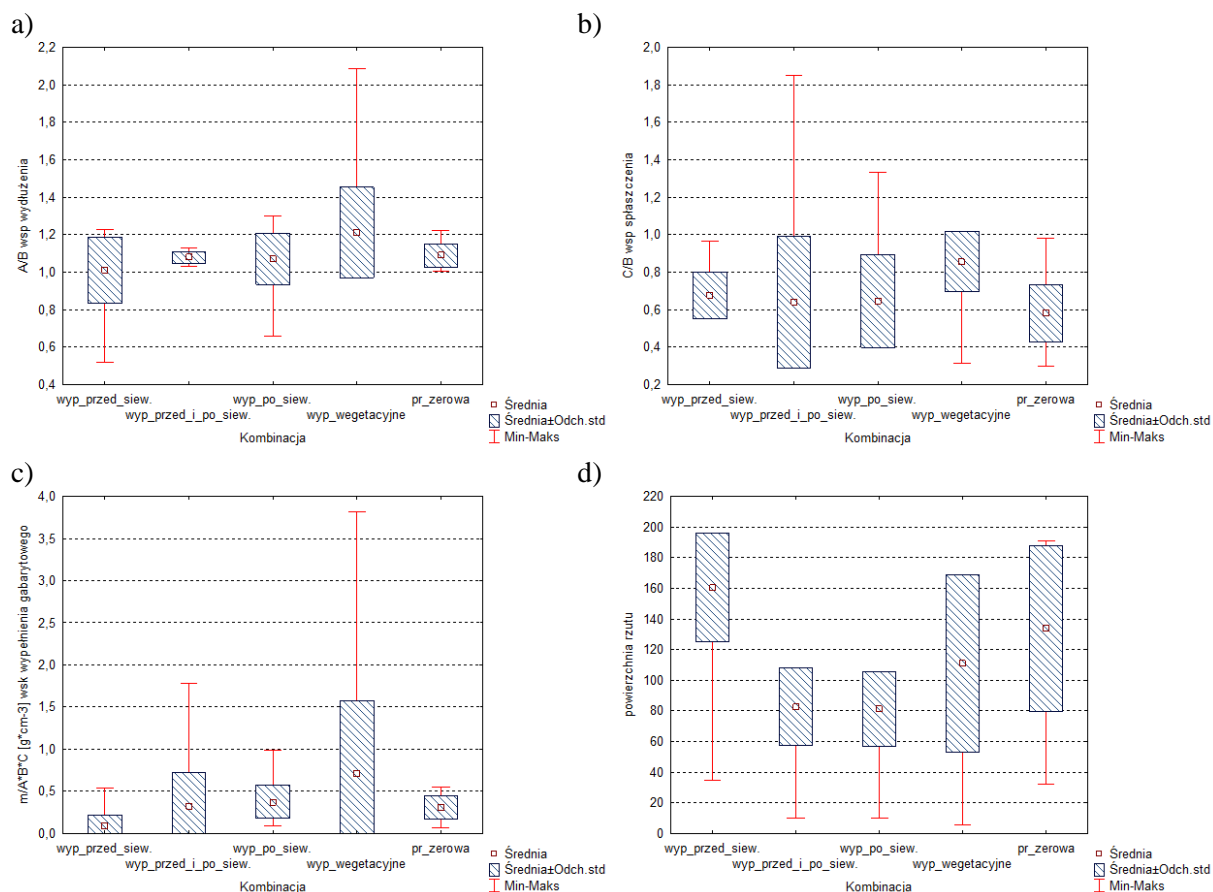 a)
2,2
2,0
1,8
1,6
1,4
1,2
1,0
0,8
0,6
0,4
A/B wsp wydłużenia
wyp_przed_siew.
wyp_po_siew.
pr_zerowa
wyp_przed_i_po_siew.
wyp_wegetacyjne
Kombinacja
Średnia
Średnia±Odch.std
Min-Maks
b)
2,0
1,8
1,6
1,4
1,2
1,0
0,8
0,6
0,4
0,2
C/B wsp spłaszczenia
wyp_przed_siew.
wyp_po_siew.
pr_zerowa
wyp_przed_i_po_siew.
wyp_wegetacyjne
Kombinacja
Średnia
Średnia±Odch.std
Min-Maks
c)
4,0
3,5
3,0
2,5
2,0
1,5
1,0
0,5
0,0
m/A*B*C [g*cm-3] wsk wypełnienia gabarytowego
wyp_przed_siew.
wyp_po_siew.
pr_zerowa
wyp_przed_i_po_siew.
wyp_wegetacyjne
Kombinacja
Średnia
Średnia±Odch.std
Min-Maks
d)
220
200
180
160
140
120
100
80
60
40
20
0
powierzchnia rzutu
wyp_przed_siew.
wyp_po_siew.
pr_zerowa
wyp_przed_i_po_siew.
wyp_wegetacyjne
Kombinacja
Średnia
Średnia±Odch.std
Min-Maks